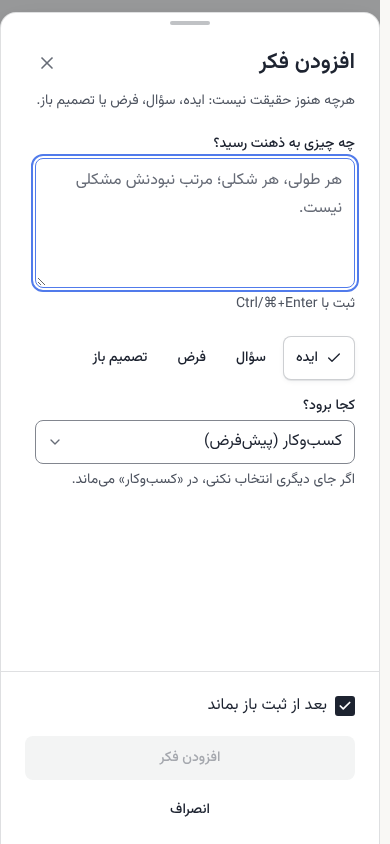 افزودن فکر
هرچه هنوز حقیقت نیست: ایده، سؤال، فرض یا تصمیم باز.
چه چیزی به ذهنت رسید؟
هر طولی، هر شکلی؛ مرتب نبودنش مشکلی
نیست.
ثبت با Ctrl/⌘+Enter
ایده سؤال فرض تصمیم باز
کجا برود؟
کسب‌وکار (پیش‌فرض)
اگر جای دیگری انتخاب نکنی، در «کسب‌وکار» می‌ماند.
بعد از ثبت باز بماند
افزودن فکر
انصراف